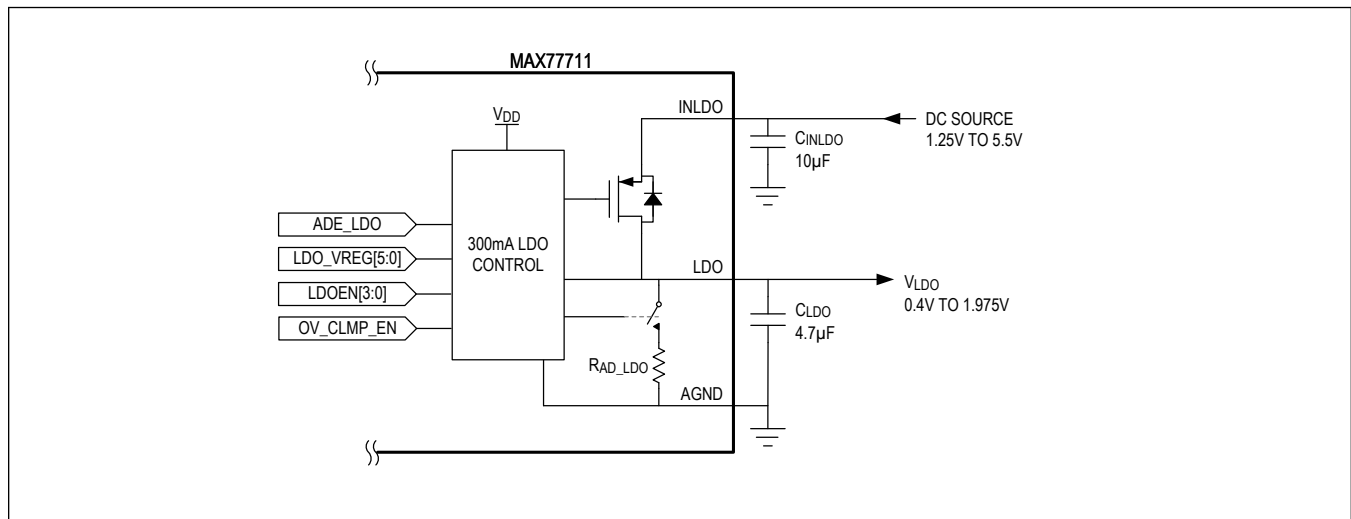 MAX77711
INLDO
DC SOURCE
1.25V TO 5.5V
VDD
CINLDO
10µF
ADE_LDO
LDO_VREG[5:0]
LDOEN[3:0]
OV_CLMP_EN
300mA LDO
CONTROL
LDO
VLDO
0.4V TO 1.975V
CLDO
4.7µF
RAD_LDO
AGND